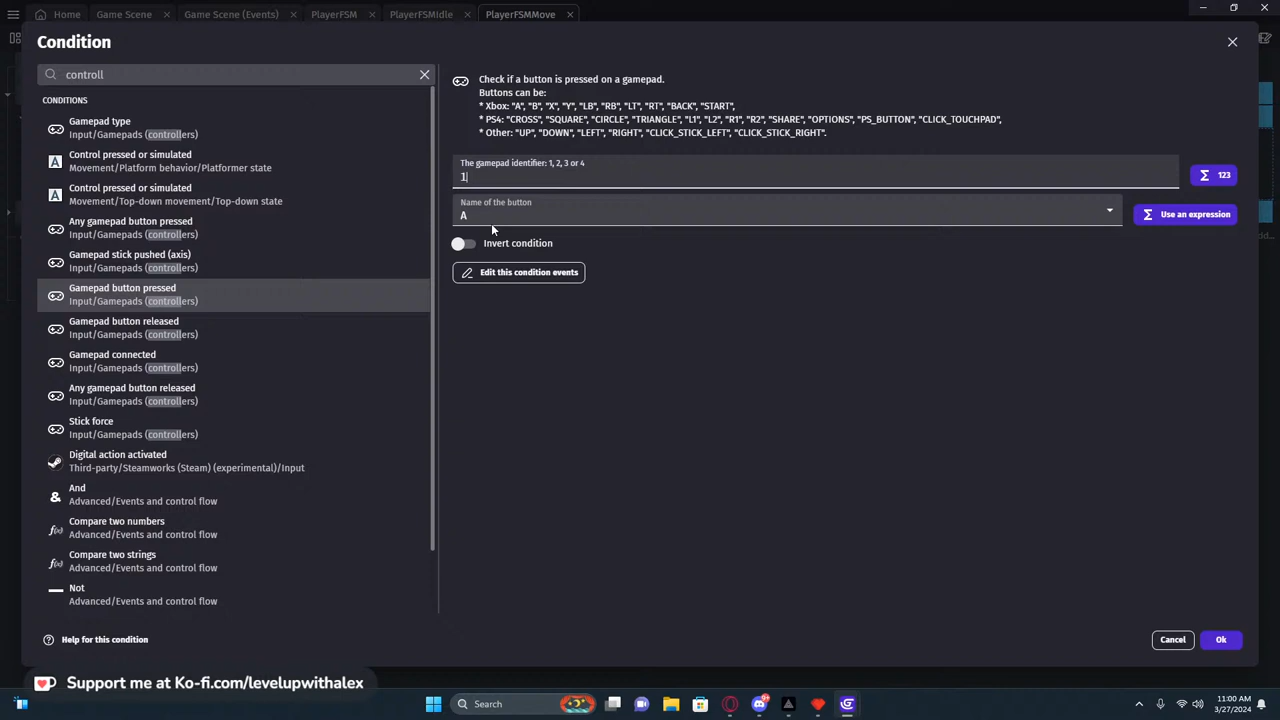 Home
Game Scene
Game Scene (Events)
PlayerFSM
PlayerFSMIdle
PlayerFSMMove
Condition
controll
CONDITIONS
Gamepad type
Input/Gamepads (controllers)
Control pressed or simulated
Movement/Platform behavior/Platformer state
Control pressed or simulated
Movement/Top-down movement/Top-down state
Any gamepad button pressed
Input/Gamepads (controllers)
Gamepad stick pushed (axis)
Input/Gamepads (controllers)
Gamepad button pressed
Input/Gamepads (controllers)
Gamepad button released
Input/Gamepads (controllers)
Gamepad connected
Input/Gamepads (controllers)
Any gamepad button released
Input/Gamepads (controllers)
Stick force
Input/Gamepads (controllers)
Digital action activated
Third-party/Steamworks (Steam) (experimental)/Input
And
Advanced/Events and control flow
Compare two numbers
Advanced/Events and control flow
Compare two strings
Advanced/Events and control flow
Not
Advanced/Events and control flow
Help for this condition
Check if a button is pressed on a gamepad.
Buttons can be:
* Xbox: "A", "B", "X", "Y", "LB", "RB", "LT", "RT", "BACK", "START",
* PS4: "CROSS", "SQUARE", "CIRCLE", "TRIANGLE", "L1", "L2", "R1", "R2", "SHARE", "OPTIONS", "PS_BUTTON", "CLICK_TOUCHPAD",
* Other: "UP", "DOWN", "LEFT", "RIGHT", "CLICK_STICK_LEFT", "CLICK_STICK_RIGHT".
The gamepad identifier: 1, 2, 3 or 4
1
123
Name of the button
A
Use an expression
Invert condition
Edit this condition events
Cancel
Ok
Support me at Ko-fi.com/levelupwithalex
Search
11:00 AM
3/27/2024